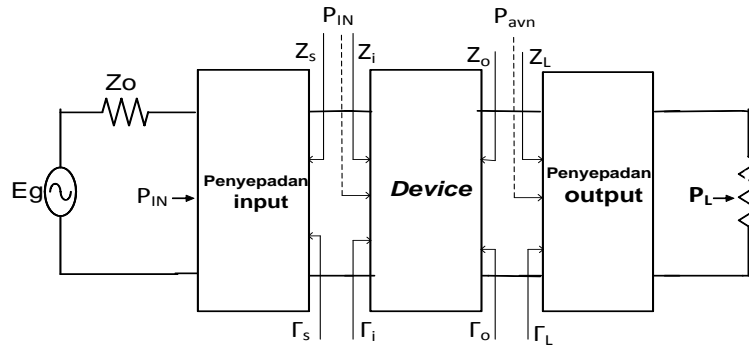 P_IN
P_avn
Z_s
Z_i
Z_o
Z_L
Zo
Eg
P_IN
Penyepadan
input
Device
Penyepadan
output
P_L
Γ_s
Γ_i
Γ_o
Γ_L